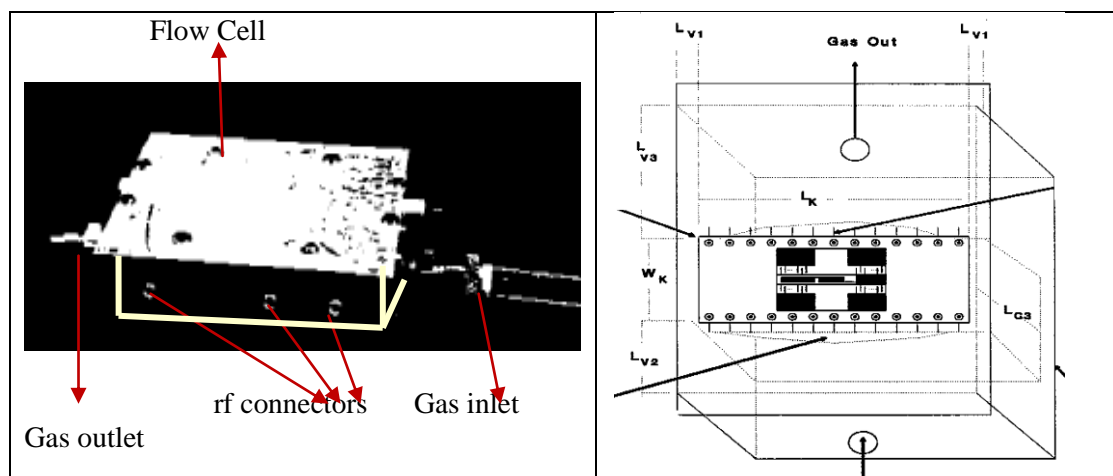 Flow Cell
rf connectors
Gas inlet
Gas outlet
L V1
L V1
Gas Out
L V3
L K
W K
L G3
L V2